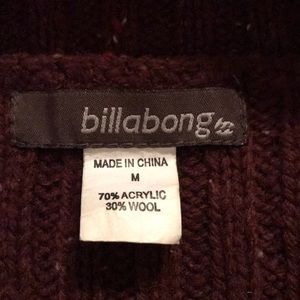 billabong
MADE IN CHINA
M
70% ACRYLIC
30% WOOL